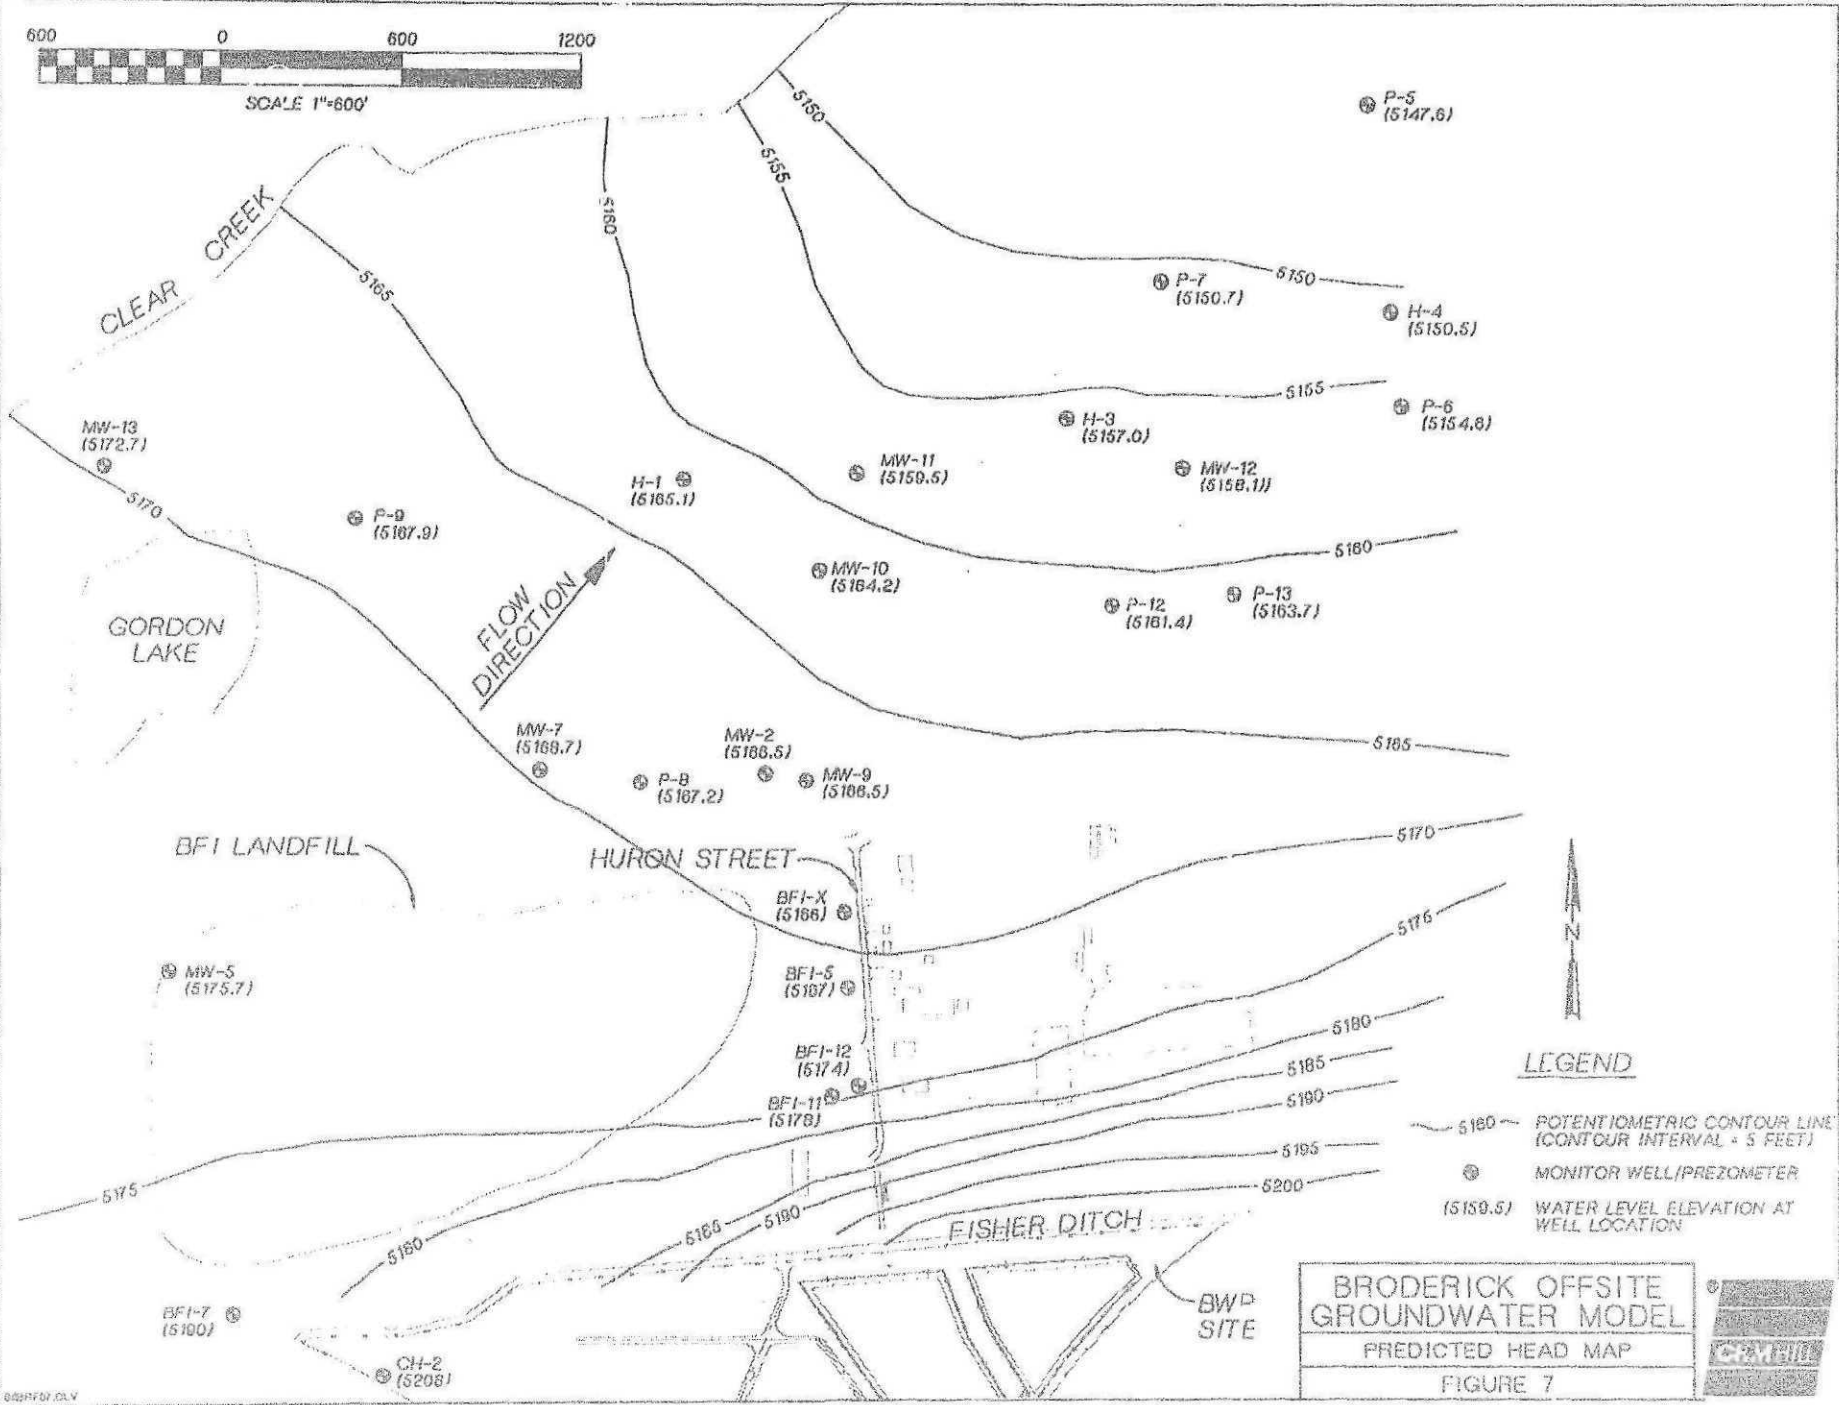 600 0 600 1200
SCALE 1"=600'
CLEAR CREEK
5150
5155
5160
5165
P-5
(5147.6)
P-7
(5150.7)
5150
H-4
(5150.5)
5155
P-6
(5154.8)
H-3
(5157.0)
MW-13
(5172.7)
5170
MW-11
(5159.5)
MW-12
(5158.1))
H-1
(5165.1)
P-9
(5167.9)
5160
MW-10
(5164.2)
P-12
(5161.4)
P-13
(5163.7)
FLOW
DIRECTION
GORDON
LAKE
MW-7
(5168.7)
MW-2
(5166.5)
5165
P-8
(5167.2)
MW-9
(5166.5)
BFI LANDFILL
HURON STREET
5170
BFI-X
(5166)
5175
N
MW-5
(5175.7)
BFI-5
(5167)
5180
BFI-12
(5174)
5185
BFI-11
(5178)
5190
5195
5200
5175
5180
5185
5190
FISHER DITCH
BWP
SITE
BFI-7
(5190)
CH-2
(5208)
LEGEND
5160 POTENTIOMETRIC CONTOUR LINE
(CONTOUR INTERVAL = 5 FEET)
MONITOR WELL/PREZOMETER
(5159.5) WATER LEVEL ELEVATION AT
WELL LOCATION
BRODERICK OFFSITE
GROUNDWATER MODEL
PREDICTED HEAD MAP
FIGURE 7
CH2M HILL